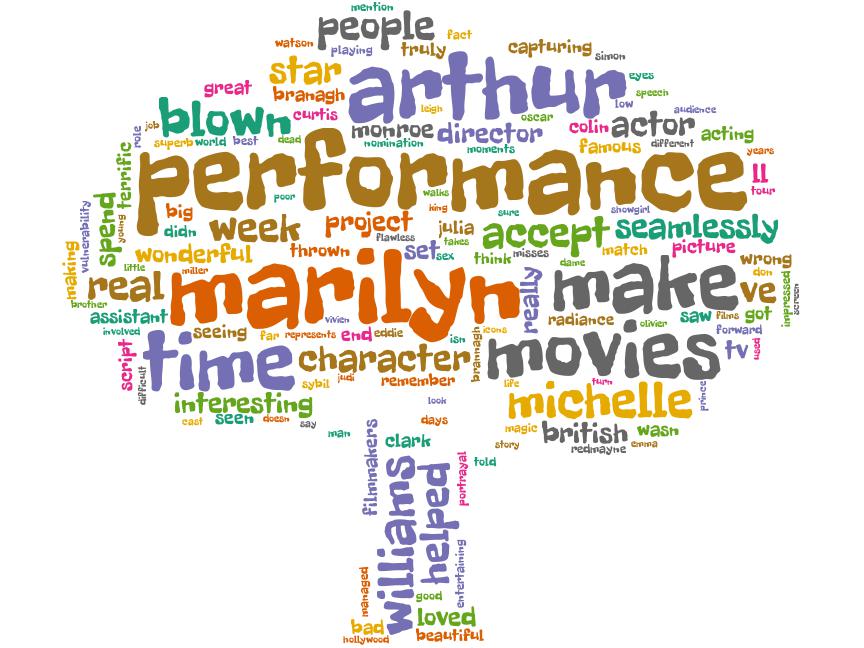 mention
people
fact
watson
playing
truly
capturing
simon
star
arthur
eyes
great
branagh
speech
blown
curtis
leigh
low
audience
oscar
role
job
monroe
director
colin
actor
acting
superb
world
best
dead
nomination
moments
famous
different
years
terrific
performance
ll
tour
poor
walks
king
sure
showgirl
vulnerability
young
spend
didn
big
week
project
flawless
julia
takes
accept
seamlessly
making
little
wonderful
thrown
set
sex
think
misses
dame
match
picture
wrong
don
miller
real
marilyn
really
make
ve
impressed
screen
brother
assistant
vivien
radiance
olivier
saw
films
got
involved
seeing
far
represents
end
eddie
isn
icons
forward
script
difficult
time
character
brannagh
movies
tv
used
sybil
judi
remember
life
turn
prince
interesting
look
michelle
cast
seen
doesn
say
days
magic
british
wasn
man
clark
story
redmayne
emma
filmmakers
williams
helped
portrayal
told
entertaining
managed
good
bad
loved
hollywood
beautiful